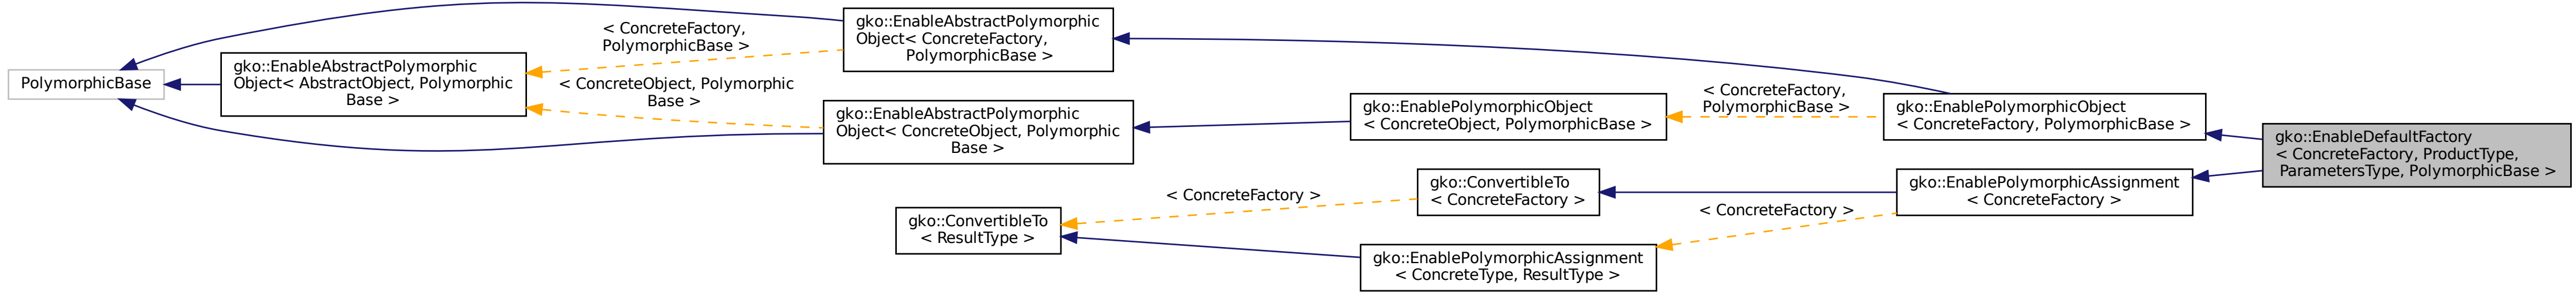 PolymorphicBase
gko::EnableAbstractPolymorphic
Object< AbstractObject, Polymorphic
Base >
< ConcreteFactory,
PolymorphicBase >
< ConcreteObject, Polymorphic
Base >
gko::EnableAbstractPolymorphic
Object< ConcreteFactory,
PolymorphicBase >
gko::EnableAbstractPolymorphic
Object< ConcreteObject, Polymorphic
Base >
gko::ConvertibleTo
< ResultType >
< ConcreteFactory >
gko::EnablePolymorphicObject
< ConcreteObject, PolymorphicBase >
gko::ConvertibleTo
< ConcreteFactory >
gko::EnablePolymorphicAssignment
< ConcreteType, ResultType >
< ConcreteFactory,
PolymorphicBase >
< ConcreteFactory >
gko::EnablePolymorphicObject
< ConcreteFactory, PolymorphicBase >
gko::EnablePolymorphicAssignment
< ConcreteFactory >
gko::EnableDefaultFactory
< ConcreteFactory, ProductType,
ParametersType, PolymorphicBase >